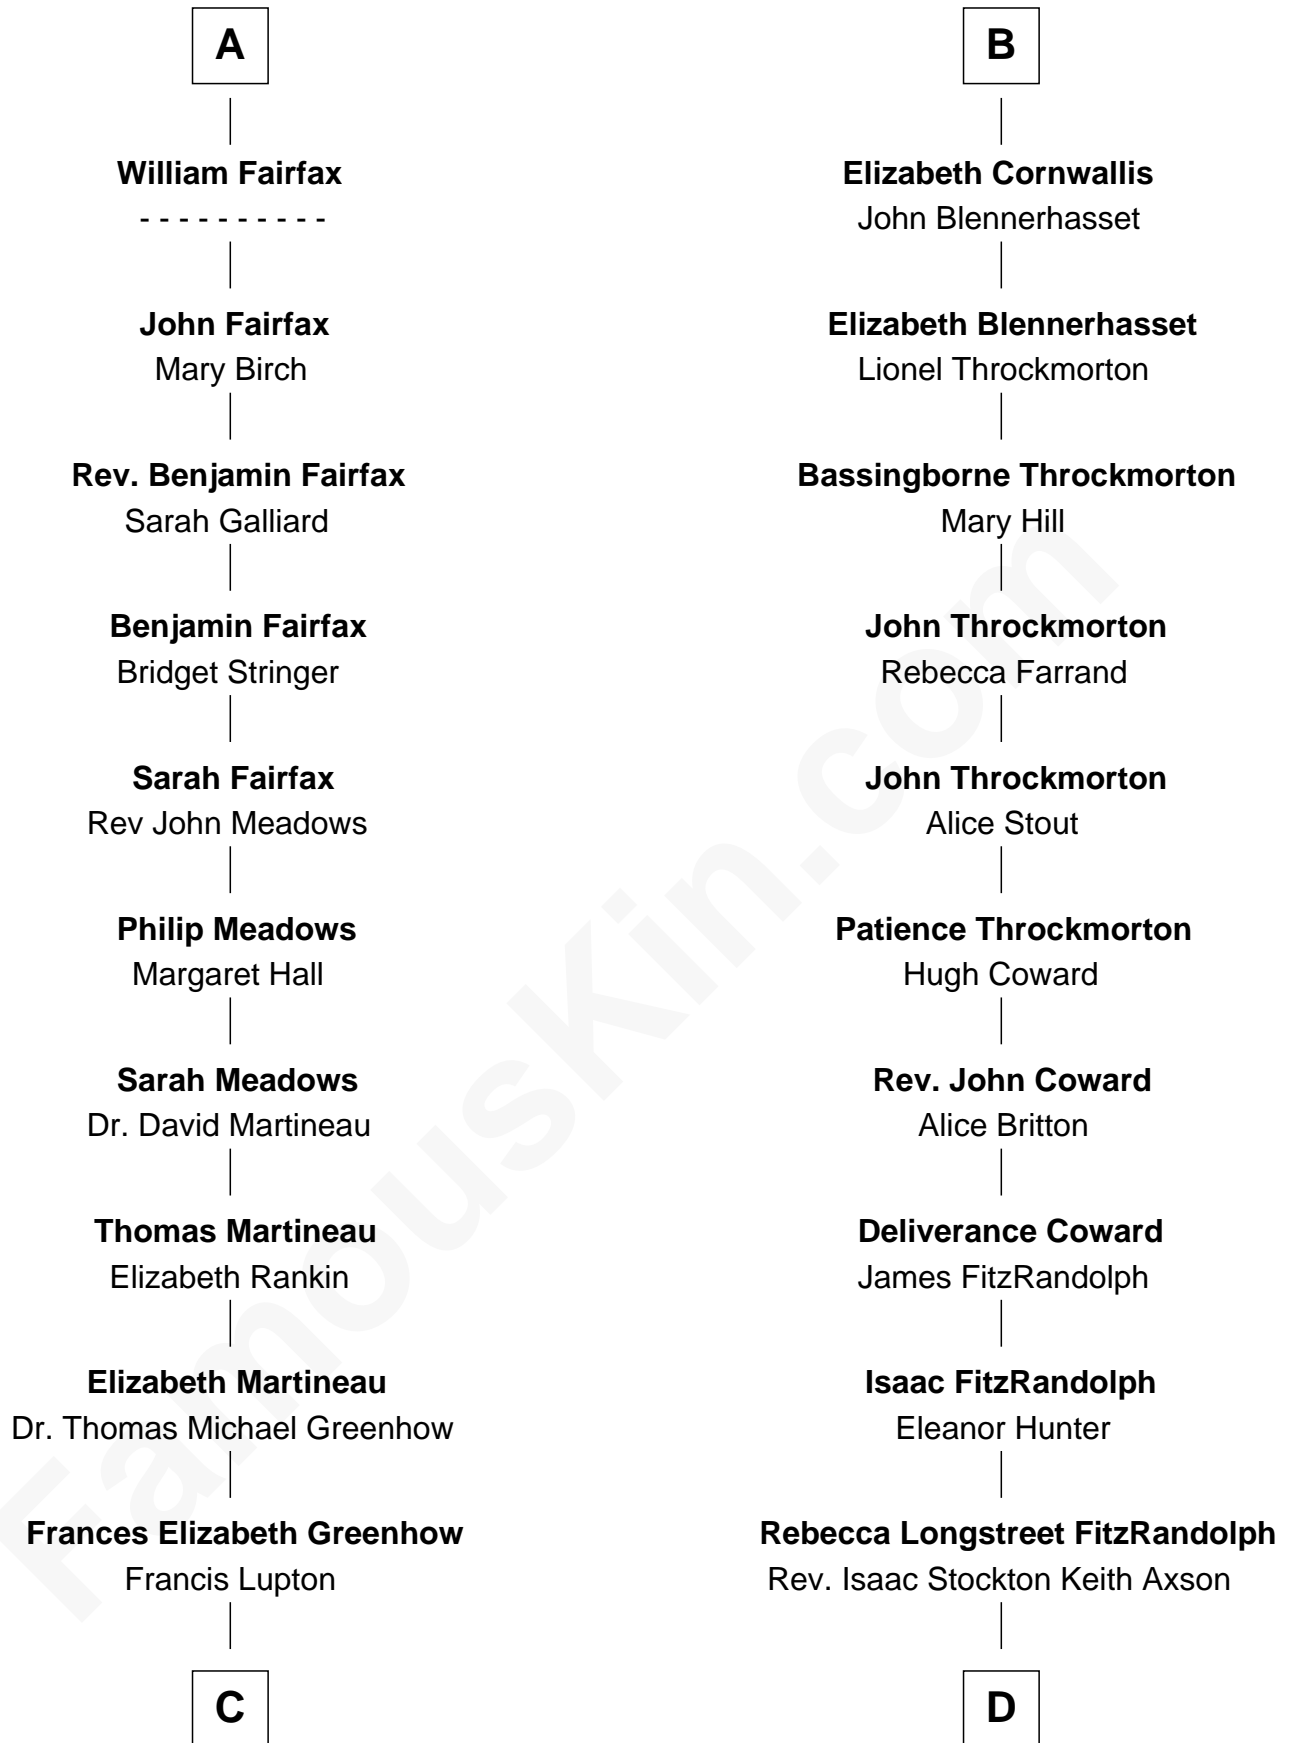 A
William Fairfax
- - - - - - - - - -
John Fairfax
Mary Birch
Rev. Benjamin Fairfax
Sarah Galliard
Benjamin Fairfax
Bridget Stringer
Sarah Fairfax
Rev John Meadows
Philip Meadows
Margaret Hall
Sarah Meadows
Dr. David Martineau
Thomas Martineau
Elizabeth Rankin
Elizabeth Martineau
Dr. Thomas Michael Greenhow
Frances Elizabeth Greenhow
Francis Lupton
C
B
Elizabeth Cornwallis
John Blennerhasset
Elizabeth Blennerhasset
Lionel Throckmorton
Bassingborne Throckmorton
Mary Hill
John Throckmorton
Rebecca Farrand
John Throckmorton
Alice Stout
Patience Throckmorton
Hugh Coward
Rev. John Coward
Alice Britton
Deliverance Coward
James FitzRandolph
Isaac FitzRandolph
Eleanor Hunter
Rebecca Longstreet FitzRandolph
Rev. Isaac Stockton Keith Axson
D
FamousKin.com